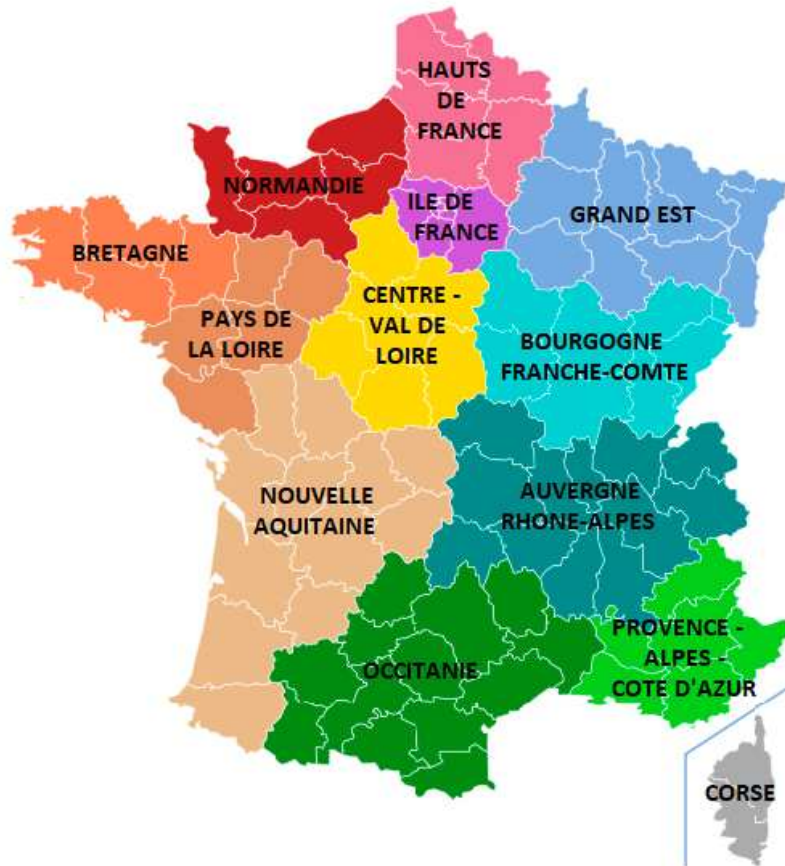 HAUTS
DE
FRANCE
NORMANDIE
ILE DE
FRANCE
GRAND EST
BRETAGNE
PAYS DE
LA LOIRE
CENTRE -
VAL DE
LOIRE
BOURGOGNE
FRANCHE-COMTE
NOUVELLE
AQUITAINE
AUVERGNE
RHONE-ALPES
OCCITANIE
PROVENCE -
ALPES -
COTE D'AZUR
CORSE